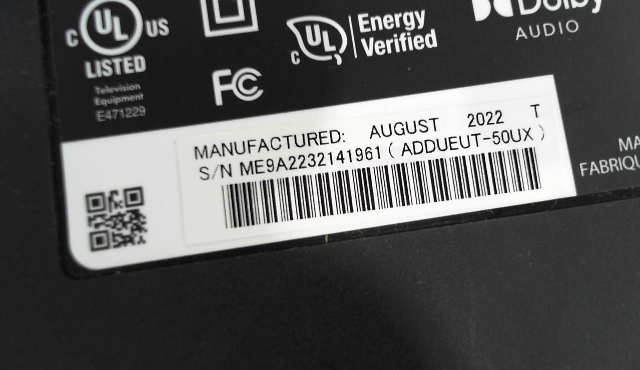 C UL US
LISTED
Television
Equipment
E471229
FC
C UL
Energy
Verified
Dolby
AUDIO
MANUFACTURED: AUGUST 2022 T
S/N ME9A2232141961 ( ADDUEUT-50UX )
MA
FABRIQU